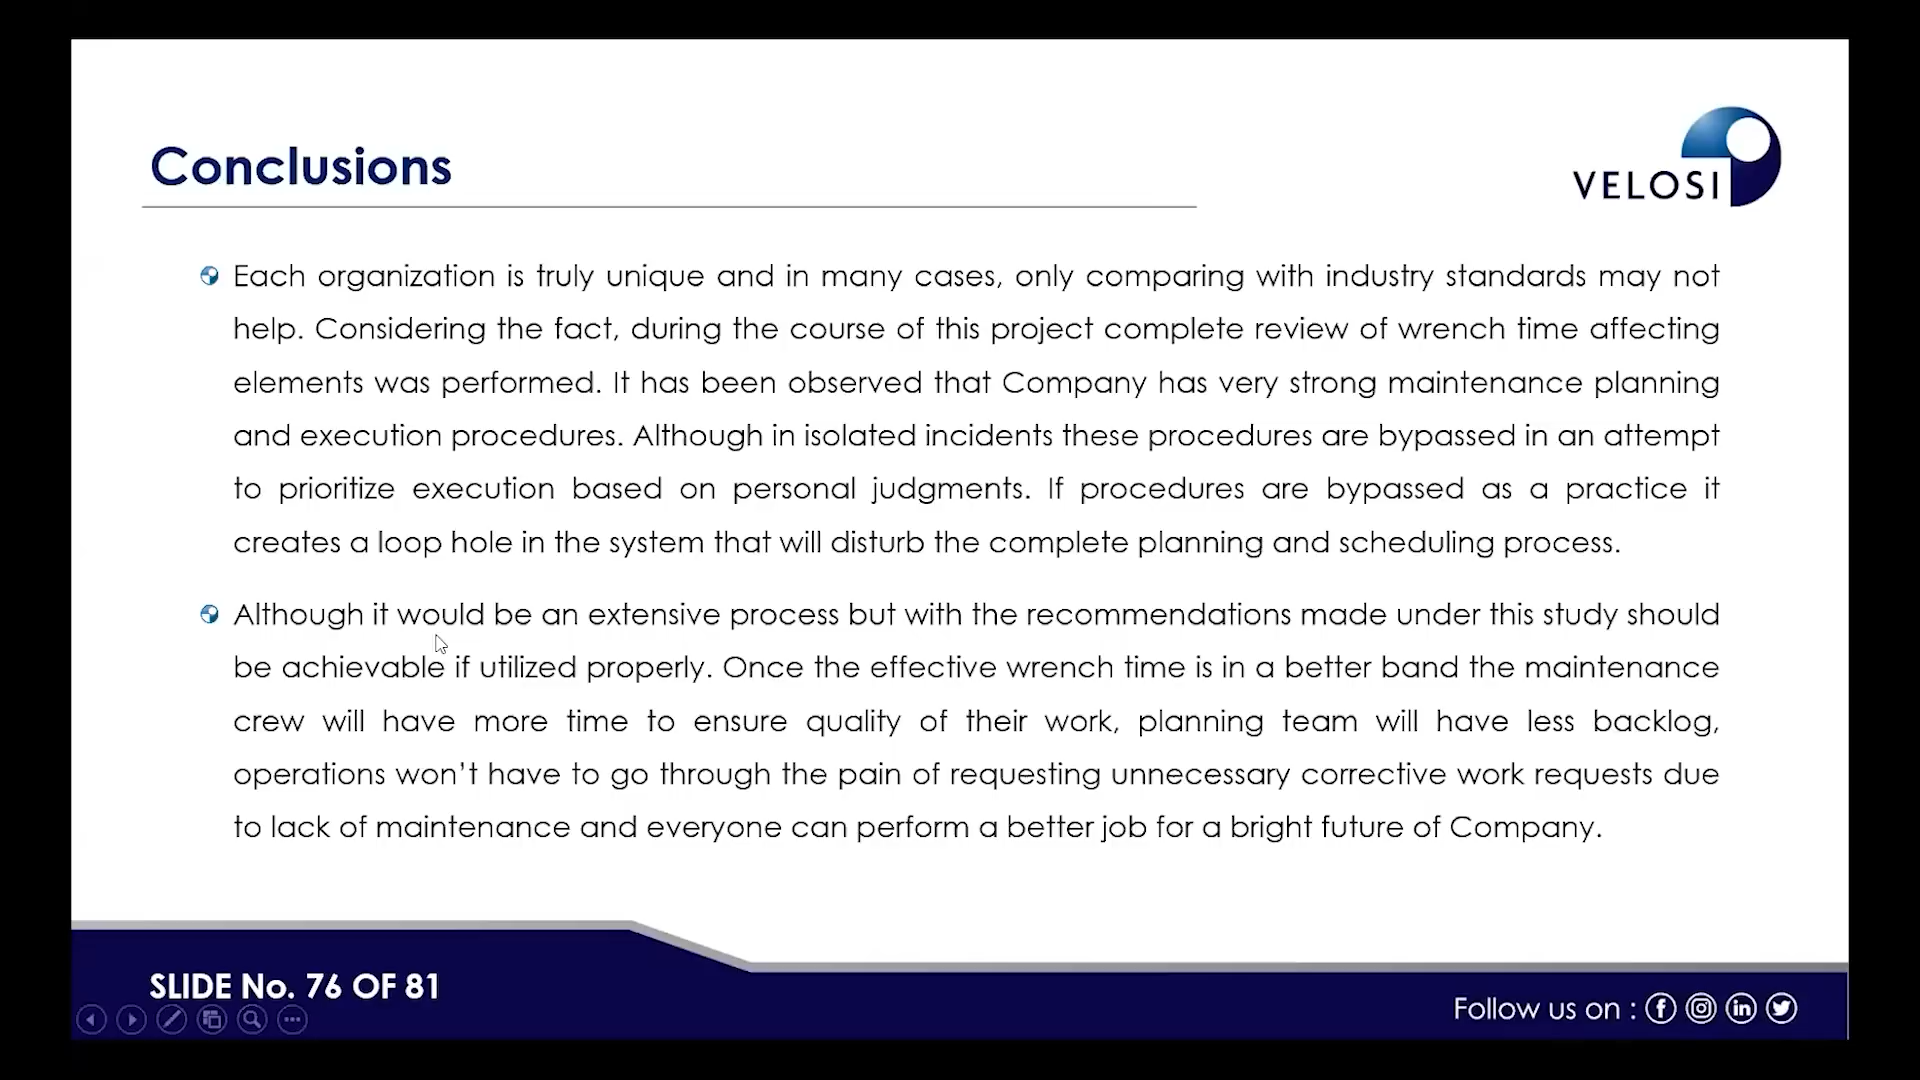 Conclusions
VELOSI
Each organization is truly unique and in many cases, only comparing with industry standards may not
help. Considering the fact, during the course of this project complete review of wrench time affecting
elements was performed. It has been observed that Company has very strong maintenance planning
and execution procedures. Although in isolated incidents these procedures are bypassed in an attempt
to prioritize execution based on personal judgments. If procedures are bypassed as a practice it
creates a loop hole in the system that will disturb the complete planning and scheduling process.
Although it would be an extensive process but with the recommendations made under this study should
be achievable if utilized properly. Once the effective wrench time is in a better band the maintenance
crew will have more time to ensure quality of their work, planning team will have less backlog,
operations won’t have to go through the pain of requesting unnecessary corrective work requests due
to lack of maintenance and everyone can perform a better job for a bright future of Company.
SLIDE No. 76 OF 81
Follow us on :